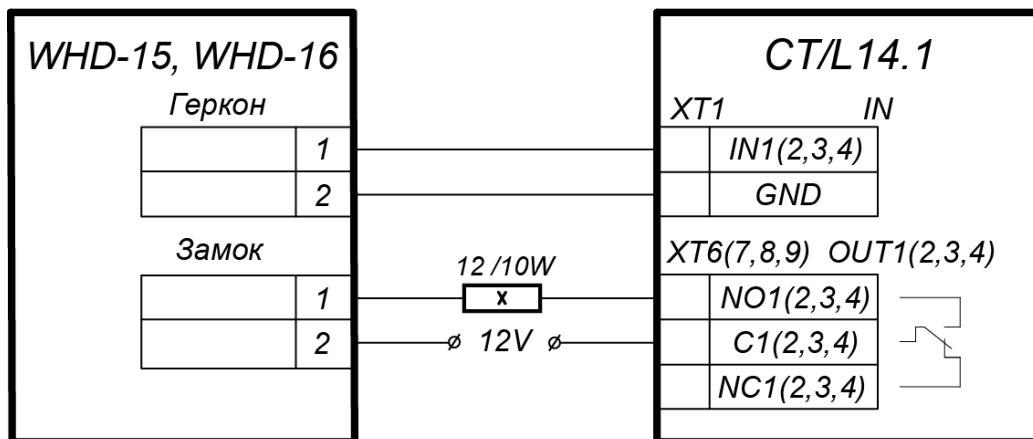 WHD-15, WHD-16
Геркон
1
2
Замок
1
2
12 /10W
x
12V
CT/L14.1
XT1 IN
IN1(2,3,4)
GND
XT6(7,8,9) OUT1(2,3,4)
NO1(2,3,4)
C1(2,3,4)
NC1(2,3,4)